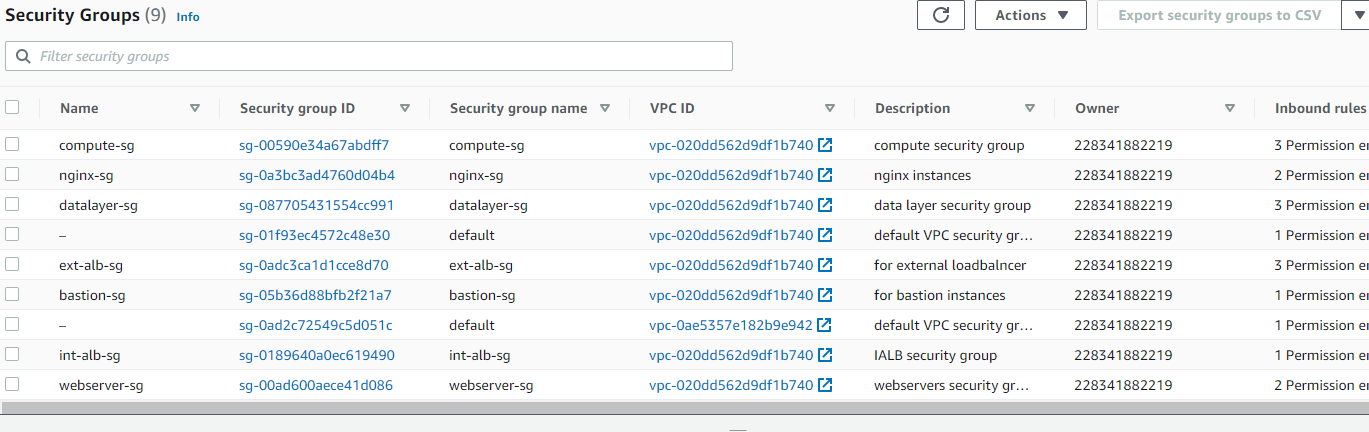 Security Groups (9) Info Actions Export security groups to CSV
Filter security groups
Name Security group ID Security group name VPC ID Description Owner Inbound rules
compute-sg sg-00590e34a67abdff7 compute-sg vpc-020dd562d9df1b740 compute security group 228341882219 3 Permission en
nginx-sg sg-0a3bc3ad4760d04b4 nginx-sg vpc-020dd562d9df1b740 nginx instances 228341882219 2 Permission en
datalayer-sg sg-087705431554cc991 datalayer-sg vpc-020dd562d9df1b740 data layer security group 228341882219 3 Permission en
– sg-01f93ec4572c48e30 default vpc-020dd562d9df1b740 default VPC security gr... 228341882219 1 Permission en
ext-alb-sg sg-0adc3ca1d1cce8d70 ext-alb-sg vpc-020dd562d9df1b740 for external loadbalncer 228341882219 3 Permission en
bastion-sg sg-05b36d88bfb2f21a7 bastion-sg vpc-020dd562d9df1b740 for bastion instances 228341882219 1 Permission en
– sg-0ad2c72549c5d051c default vpc-0ae5357e182b9e942 default VPC security gr... 228341882219 1 Permission en
int-alb-sg sg-0189640a0ec619490 int-alb-sg vpc-020dd562d9df1b740 IALB security group 228341882219 1 Permission en
webserver-sg sg-00ad600aece41d086 webserver-sg vpc-020dd562d9df1b740 webservers security gr... 228341882219 2 Permission en